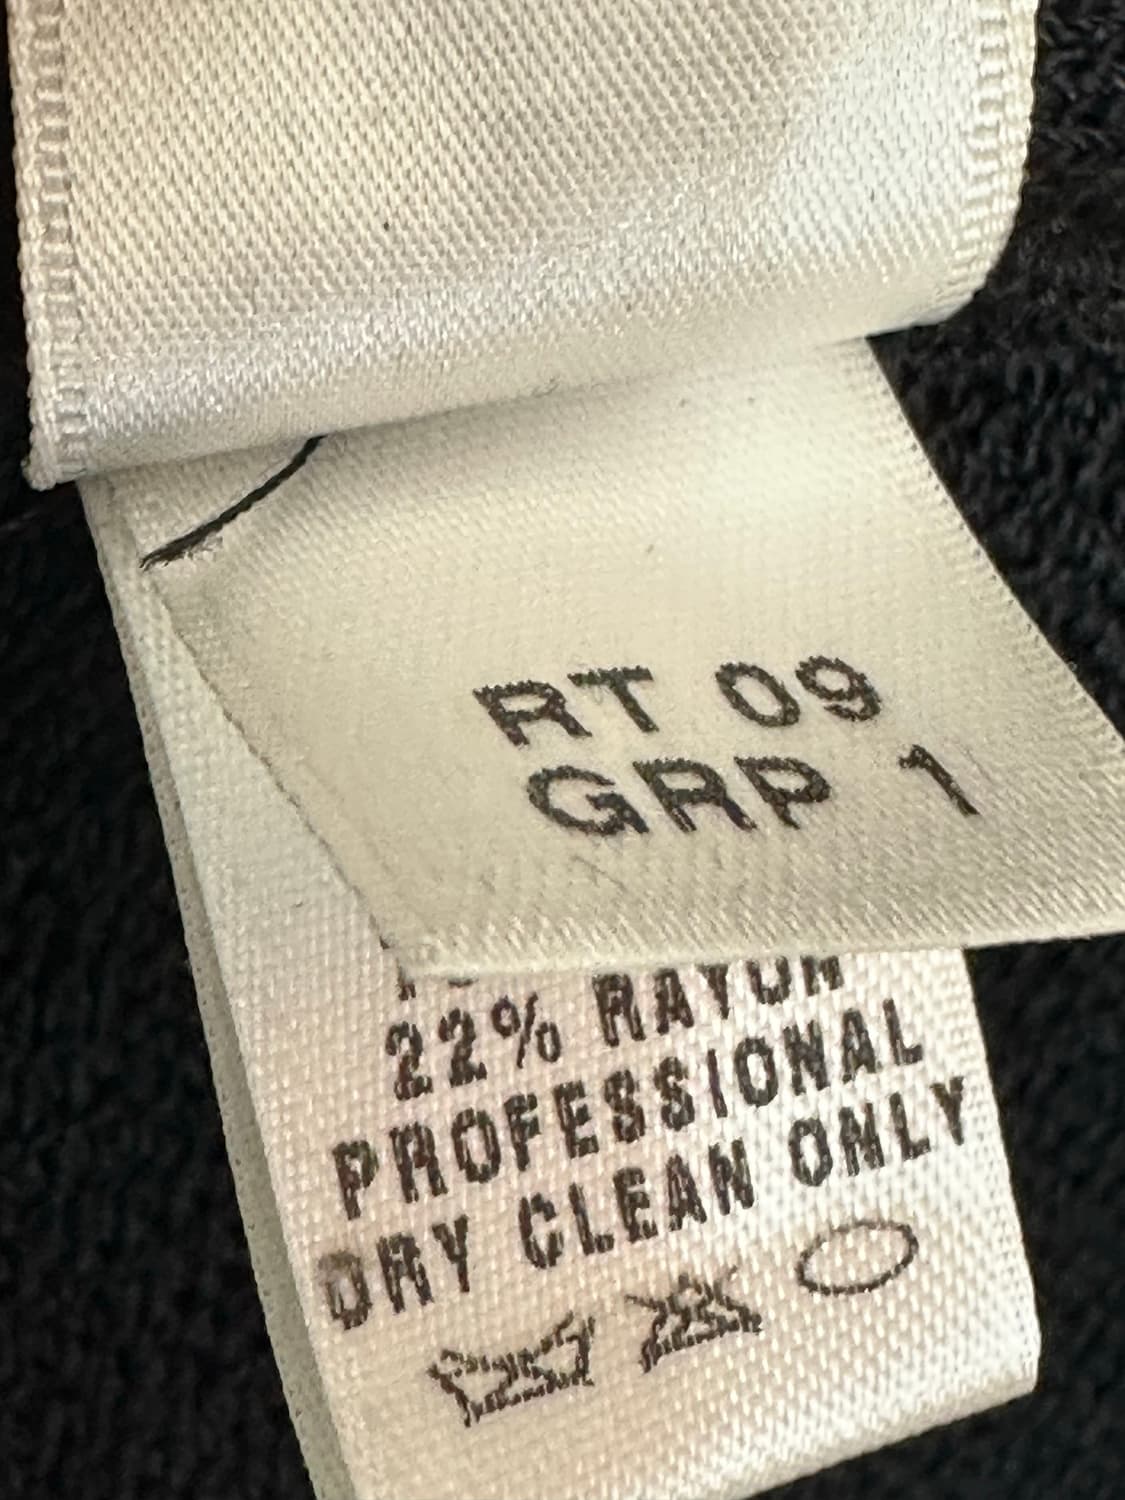 RT 09
GRP 1
22% RAYON
PROFESSIONAL
DRY CLEAN ONLY